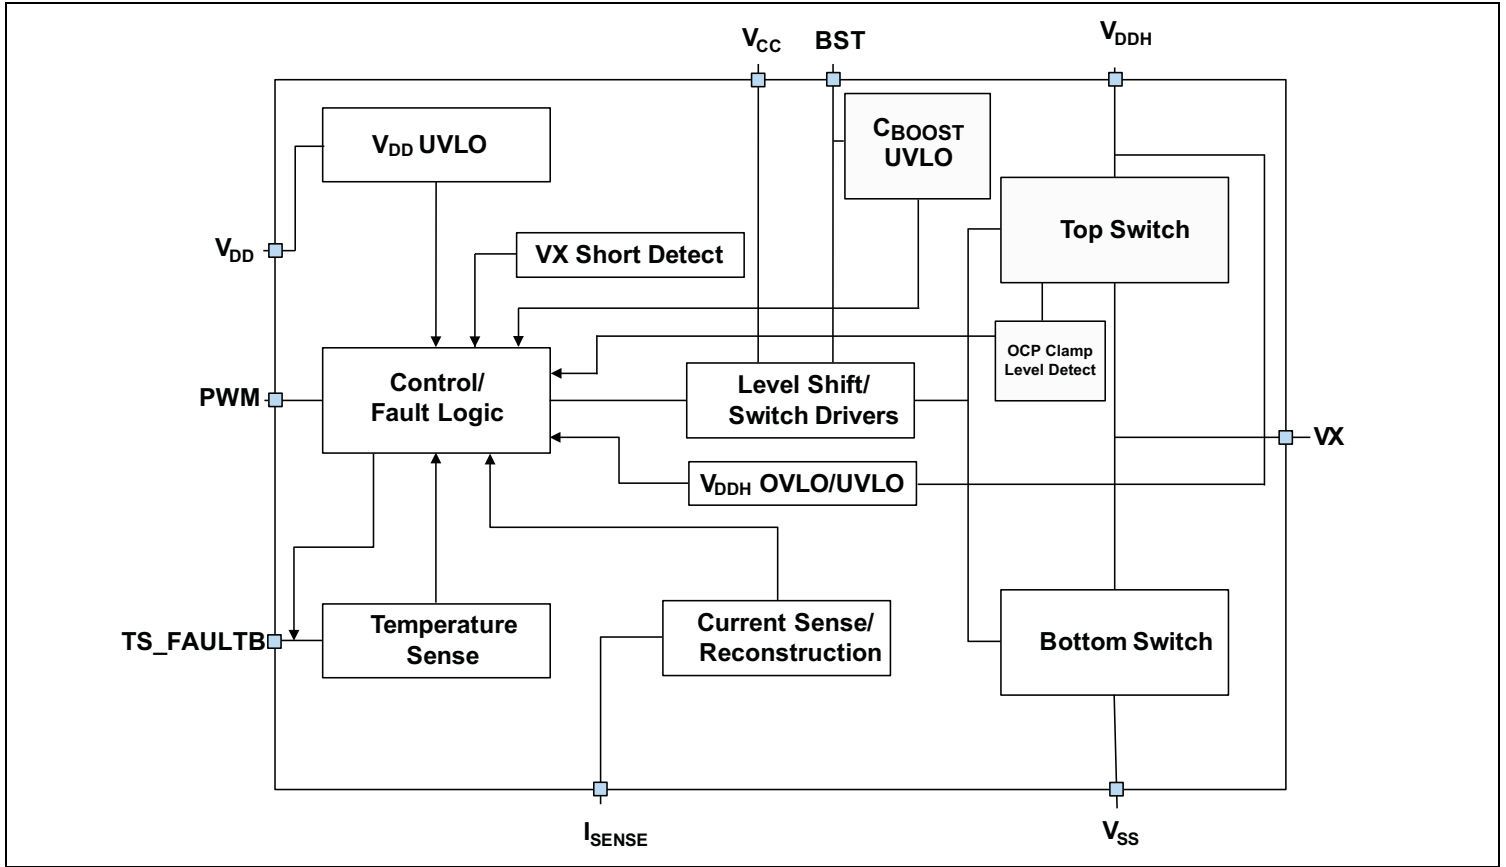 VCC
BST
VDDH
VDD UVLO
CBOOST
UVLO
Top Switch
VDD
VX Short Detect
OCP Clamp
Level Detect
Control/
Fault Logic
PWM
Level Shift/
Switch Drivers
VX
VDDH OVLO/UVLO
TS_FAULTB
Temperature
Sense
Current Sense/
Reconstruction
Bottom Switch
ISENSE
VSS